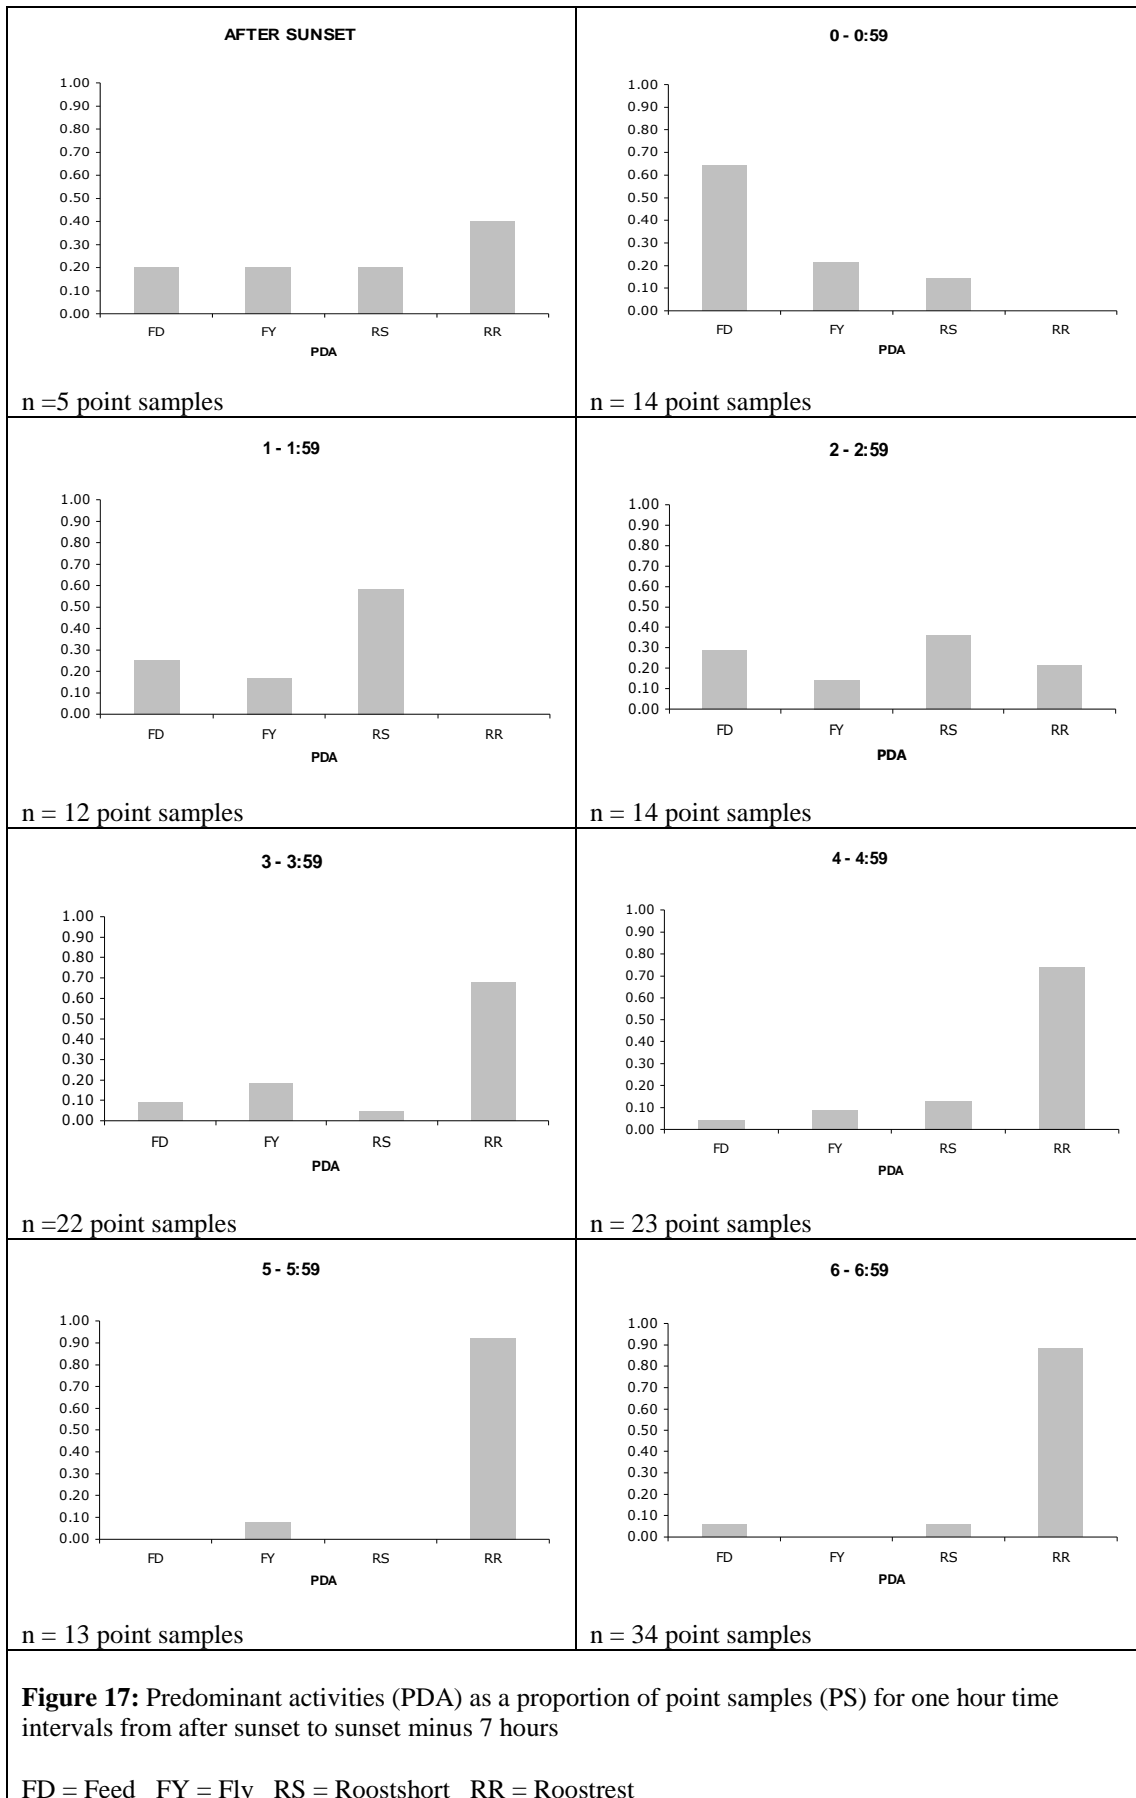 AFTER SUNSET
1.00
0.90
0.80
0.70
0.60
0.50
0.40
0.30
0.20
0.10
0.00
FD FY RS RR
PDA
n =5 point samples
0 - 0:59
1.00
0.90
0.80
0.70
0.60
0.50
0.40
0.30
0.20
0.10
0.00
FD FY RS RR
PDA
n = 14 point samples
1 - 1:59
1.00
0.90
0.80
0.70
0.60
0.50
0.40
0.30
0.20
0.10
0.00
FD FY RS RR
PDA
n = 12 point samples
2 - 2:59
1.00
0.90
0.80
0.70
0.60
0.50
0.40
0.30
0.20
0.10
0.00
FD FY RS RR
PDA
n = 14 point samples
3 - 3:59
1.00
0.90
0.80
0.70
0.60
0.50
0.40
0.30
0.20
0.10
0.00
FD FY RS RR
PDA
n =22 point samples
4 - 4:59
1.00
0.90
0.80
0.70
0.60
0.50
0.40
0.30
0.20
0.10
0.00
FD FY RS RR
PDA
n = 23 point samples
5 - 5:59
1.00
0.90
0.80
0.70
0.60
0.50
0.40
0.30
0.20
0.10
0.00
FD FY RS RR
PDA
n = 13 point samples
6 - 6:59
1.00
0.90
0.80
0.70
0.60
0.50
0.40
0.30
0.20
0.10
0.00
FD FY RS RR
PDA
n = 34 point samples
Figure 17: Predominant activities (PDA) as a proportion of point samples (PS) for one hour time
intervals from after sunset to sunset minus 7 hours
FD = Feed FY = Fly RS = Roostshort RR = Roostrest